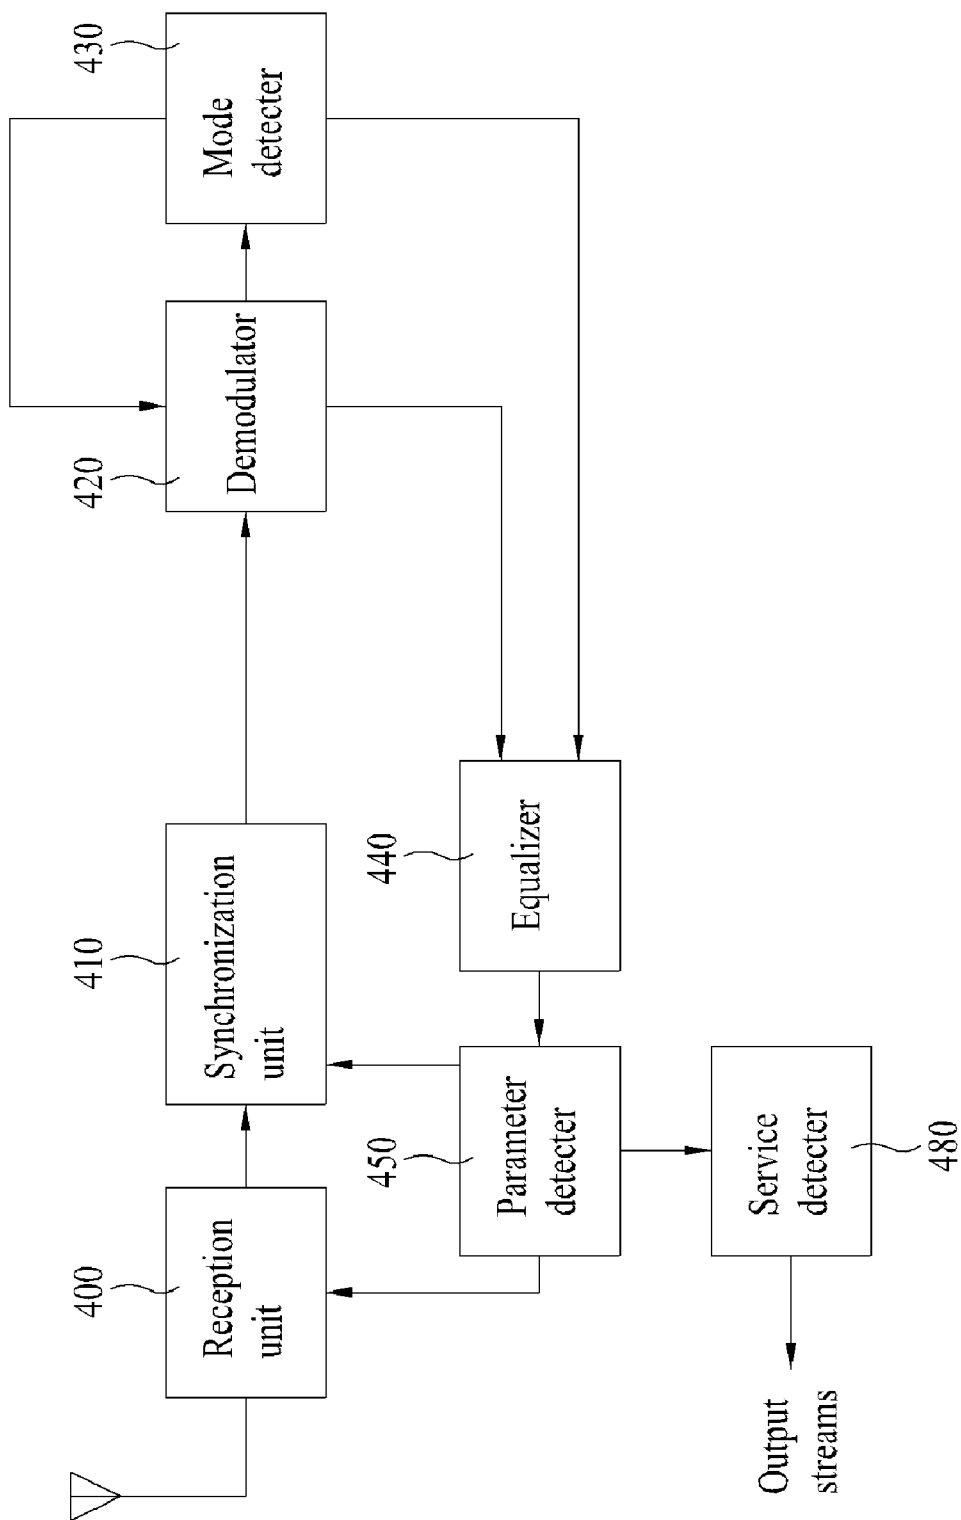 400
Reception
unit
410
Synchronization
unit
420
Demodulator
430
Mode
detecter
450
Parameter
detecter
440
Equalizer
Output
streams
Service
detecter
480